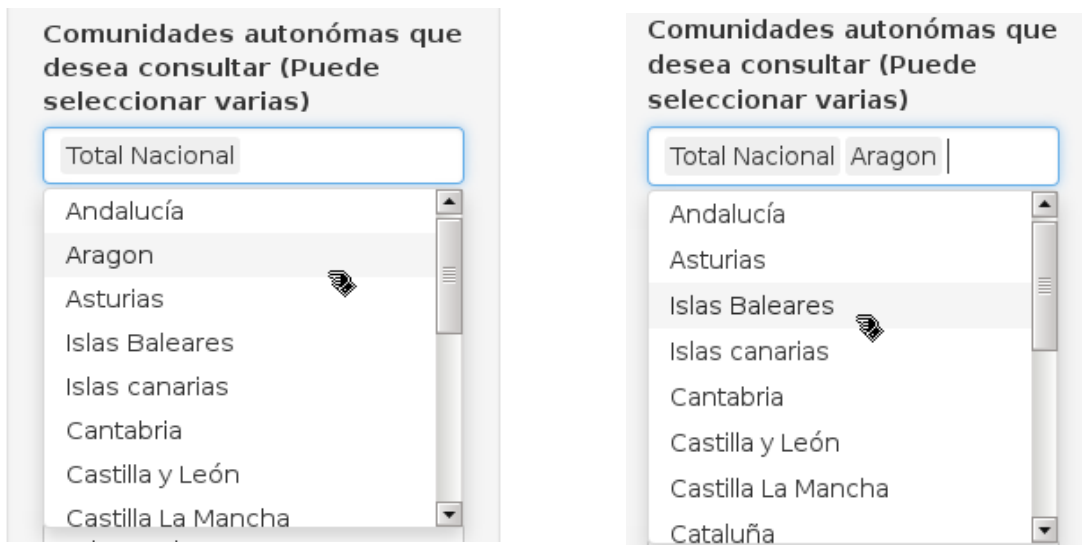 Comunidades autonómas que
desea consultar (Puede
seleccionar varias)
Total Nacional
Andalucía
Aragon
Asturias
Islas Baleares
Islas canarias
Cantabria
Castilla y León
Castilla La Mancha
Comunidades autonómas que
desea consultar (Puede
seleccionar varias)
Total Nacional Aragon
Andalucía
Asturias
Islas Baleares
Islas canarias
Cantabria
Castilla y León
Castilla La Mancha
Cataluña